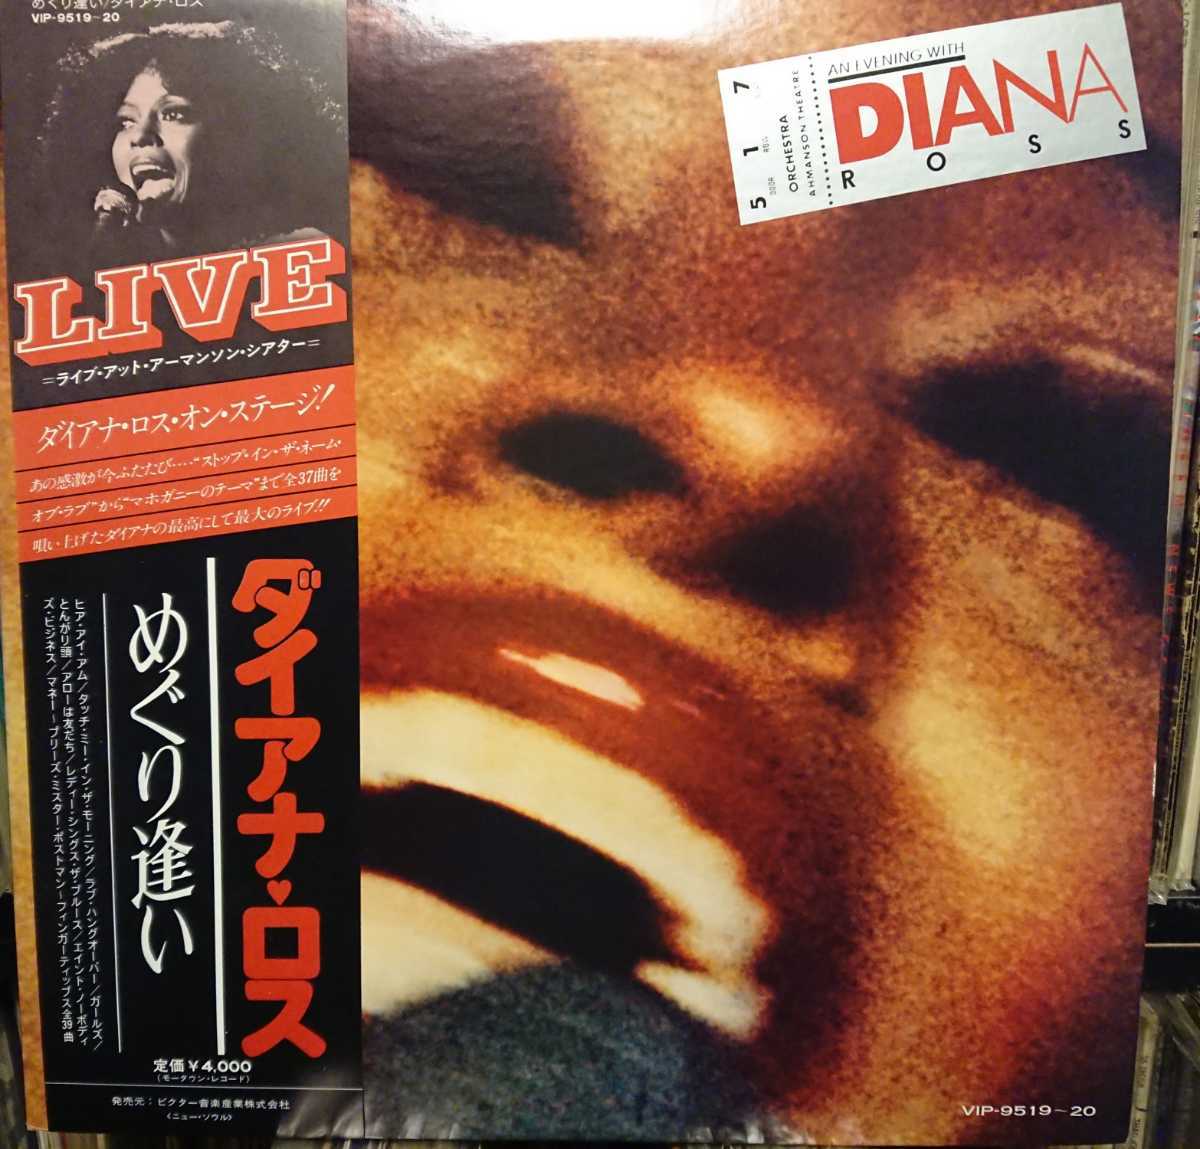 めぐり逢い/ダイアナ・ロス
VIP-9519~20
LIVE
=ライブ・アット・アーマンソン・シアター=
ダイアナ・ロス・オン・ステージ!
あの感激が今ふたたび‥‥“ストップ・イン・ザ・ネーム・
オブ・ラブ”から“マホガニーのテーマ”まで全37曲を
唄い上げたダイアナの最高にして最大のライブ!!
ダイアナ♥ロス
めぐり逢い
ヒア・アイ・アム/タッチ・ミー・イン・ザ・モーニング/ラブ・ハングオーバー/ガールズ/
とんがり頭/アローは友だち/レディー・シングス・ザ・ブルース/エイント・ノーボディ
ズ・ビジネス/マネー~プリーズ・ミスター・ポストマン~フィンガーティップス全39曲
定価¥4,000
(モータウン・レコード)
発売元:ビクター音楽産業株式会社
《ニュー・ソウル》
5 1 7
DOOR ROW
ORCHESTRA
AHMANSON THEATRE
AN EVENING WITH
DIANA
ROSS
VIP-9519~20